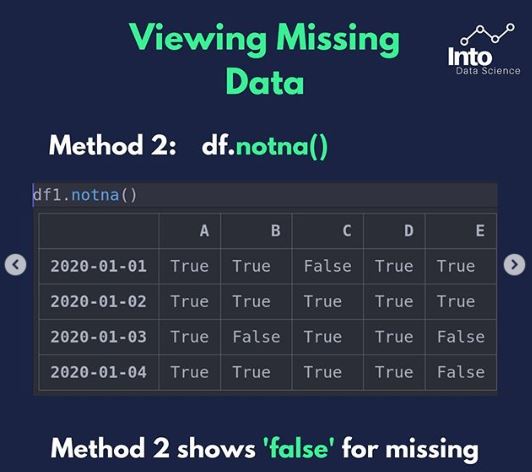 Viewing Missing
Data
Into
Data Science
Method 2: df.notna()
df1.notna()
A B C D E
2020-01-01 True True False True True
2020-01-02 True True True True True
2020-01-03 True False True True False
2020-01-04 True True True True False
Method 2 shows 'false' for missing